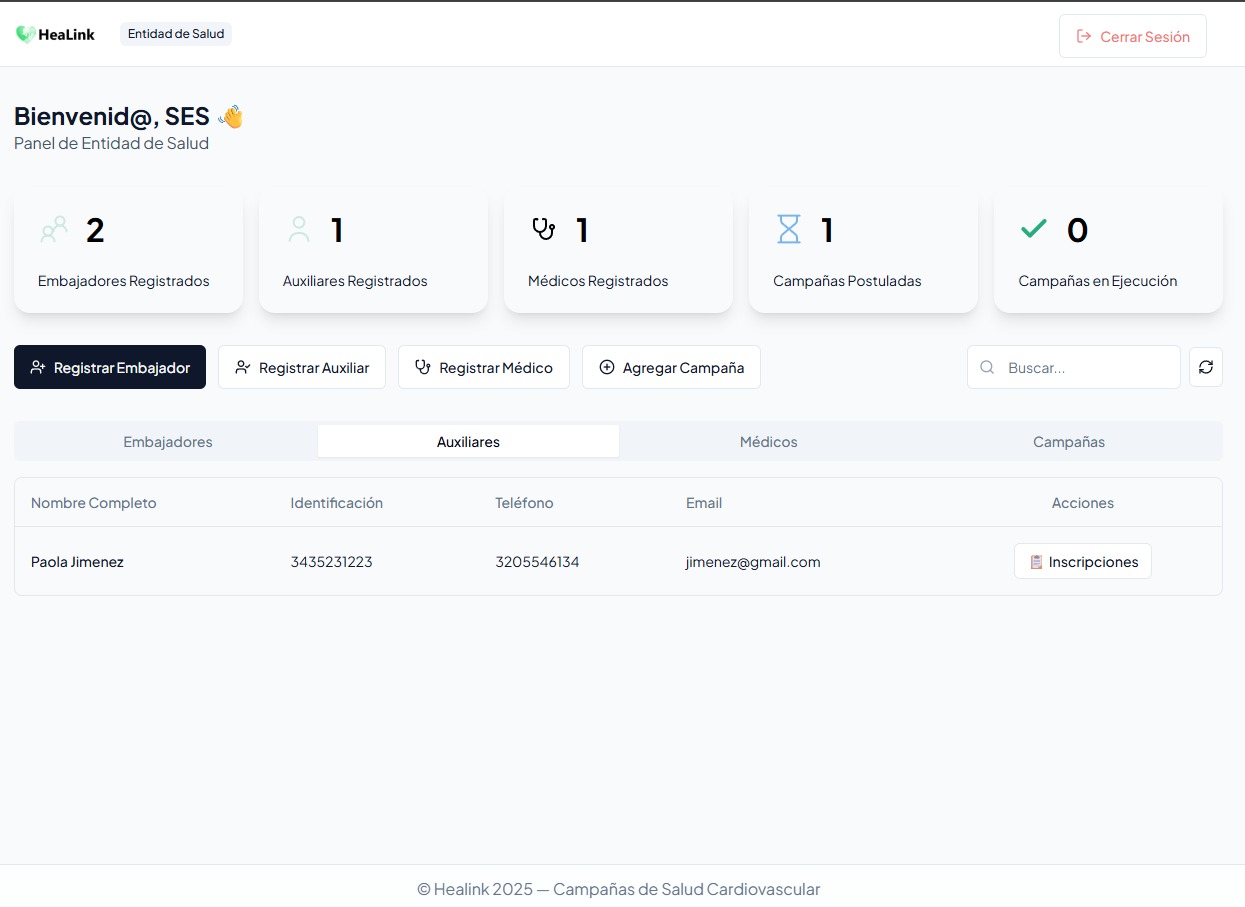 HeaLink
Entidad de Salud
Cerrar Sesión
Bienvenid@, SES 👋
Panel de Entidad de Salud
2
Embajadores Registrados
1
Auxiliares Registrados
1
Médicos Registrados
1
Campañas Postuladas
0
Campañas en Ejecución
Registrar Embajador
Registrar Auxiliar
Registrar Médico
Agregar Campaña
Buscar...
Embajadores
Auxiliares
Médicos
Campañas
Nombre Completo Identificación Teléfono Email Acciones
Paola Jimenez 3435231223 3205546134 jimenez@gmail.com 📋 Inscripciones
© Healink 2025 — Campañas de Salud Cardiovascular